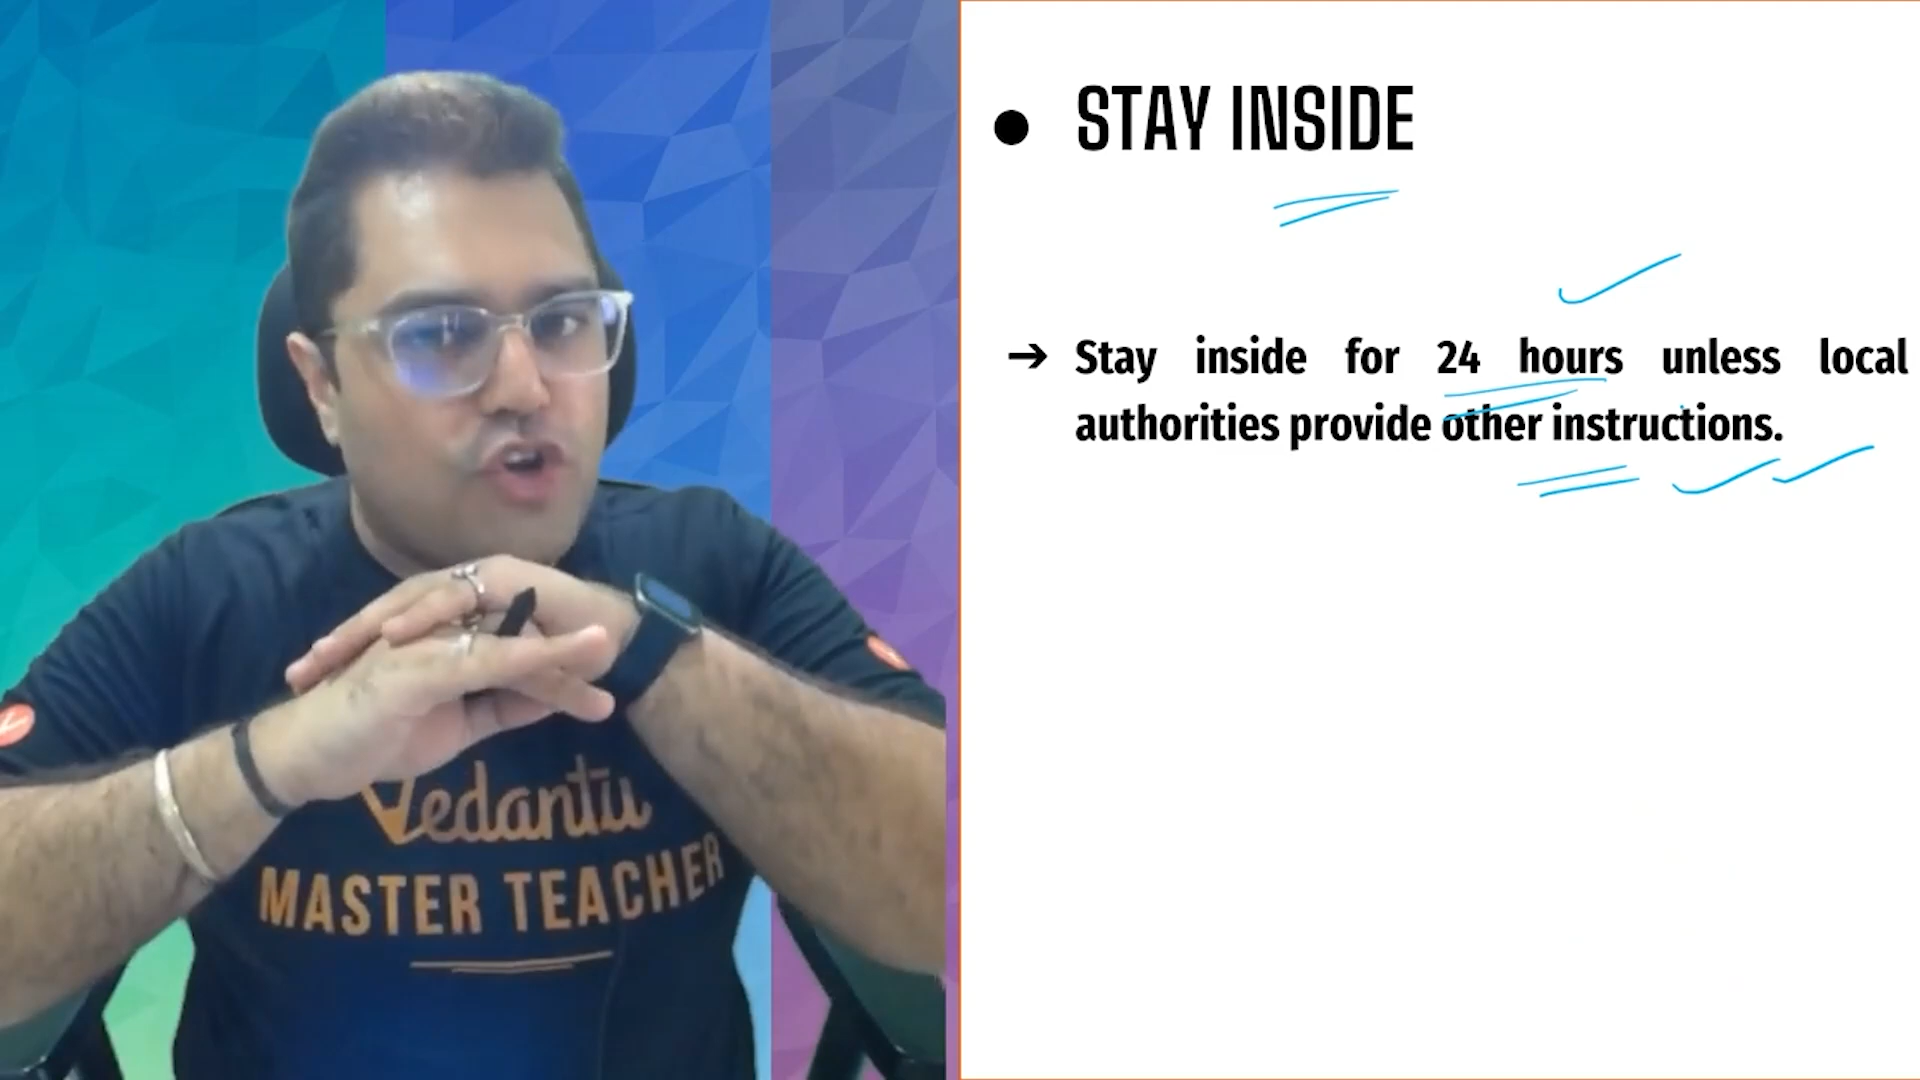 ● STAY INSIDE
➔ Stay inside for 24 hours unless local
authorities provide other instructions.
Vedantu
MASTER TEACHER